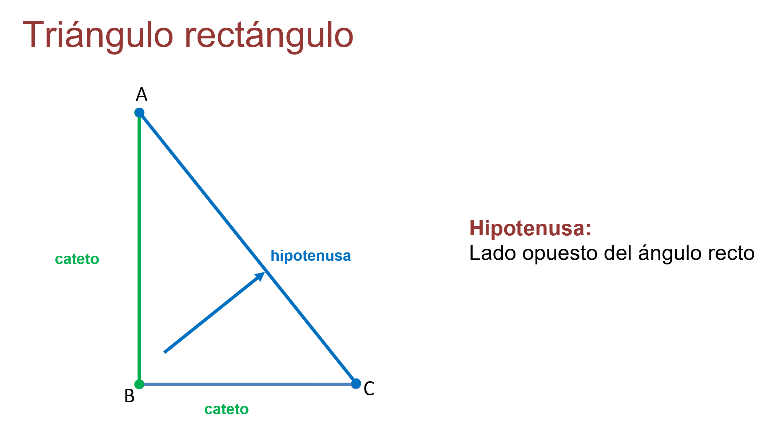 Triángulo rectángulo
A
cateto
hipotenusa
Hipotenusa:
Lado opuesto del ángulo recto
B
C
cateto